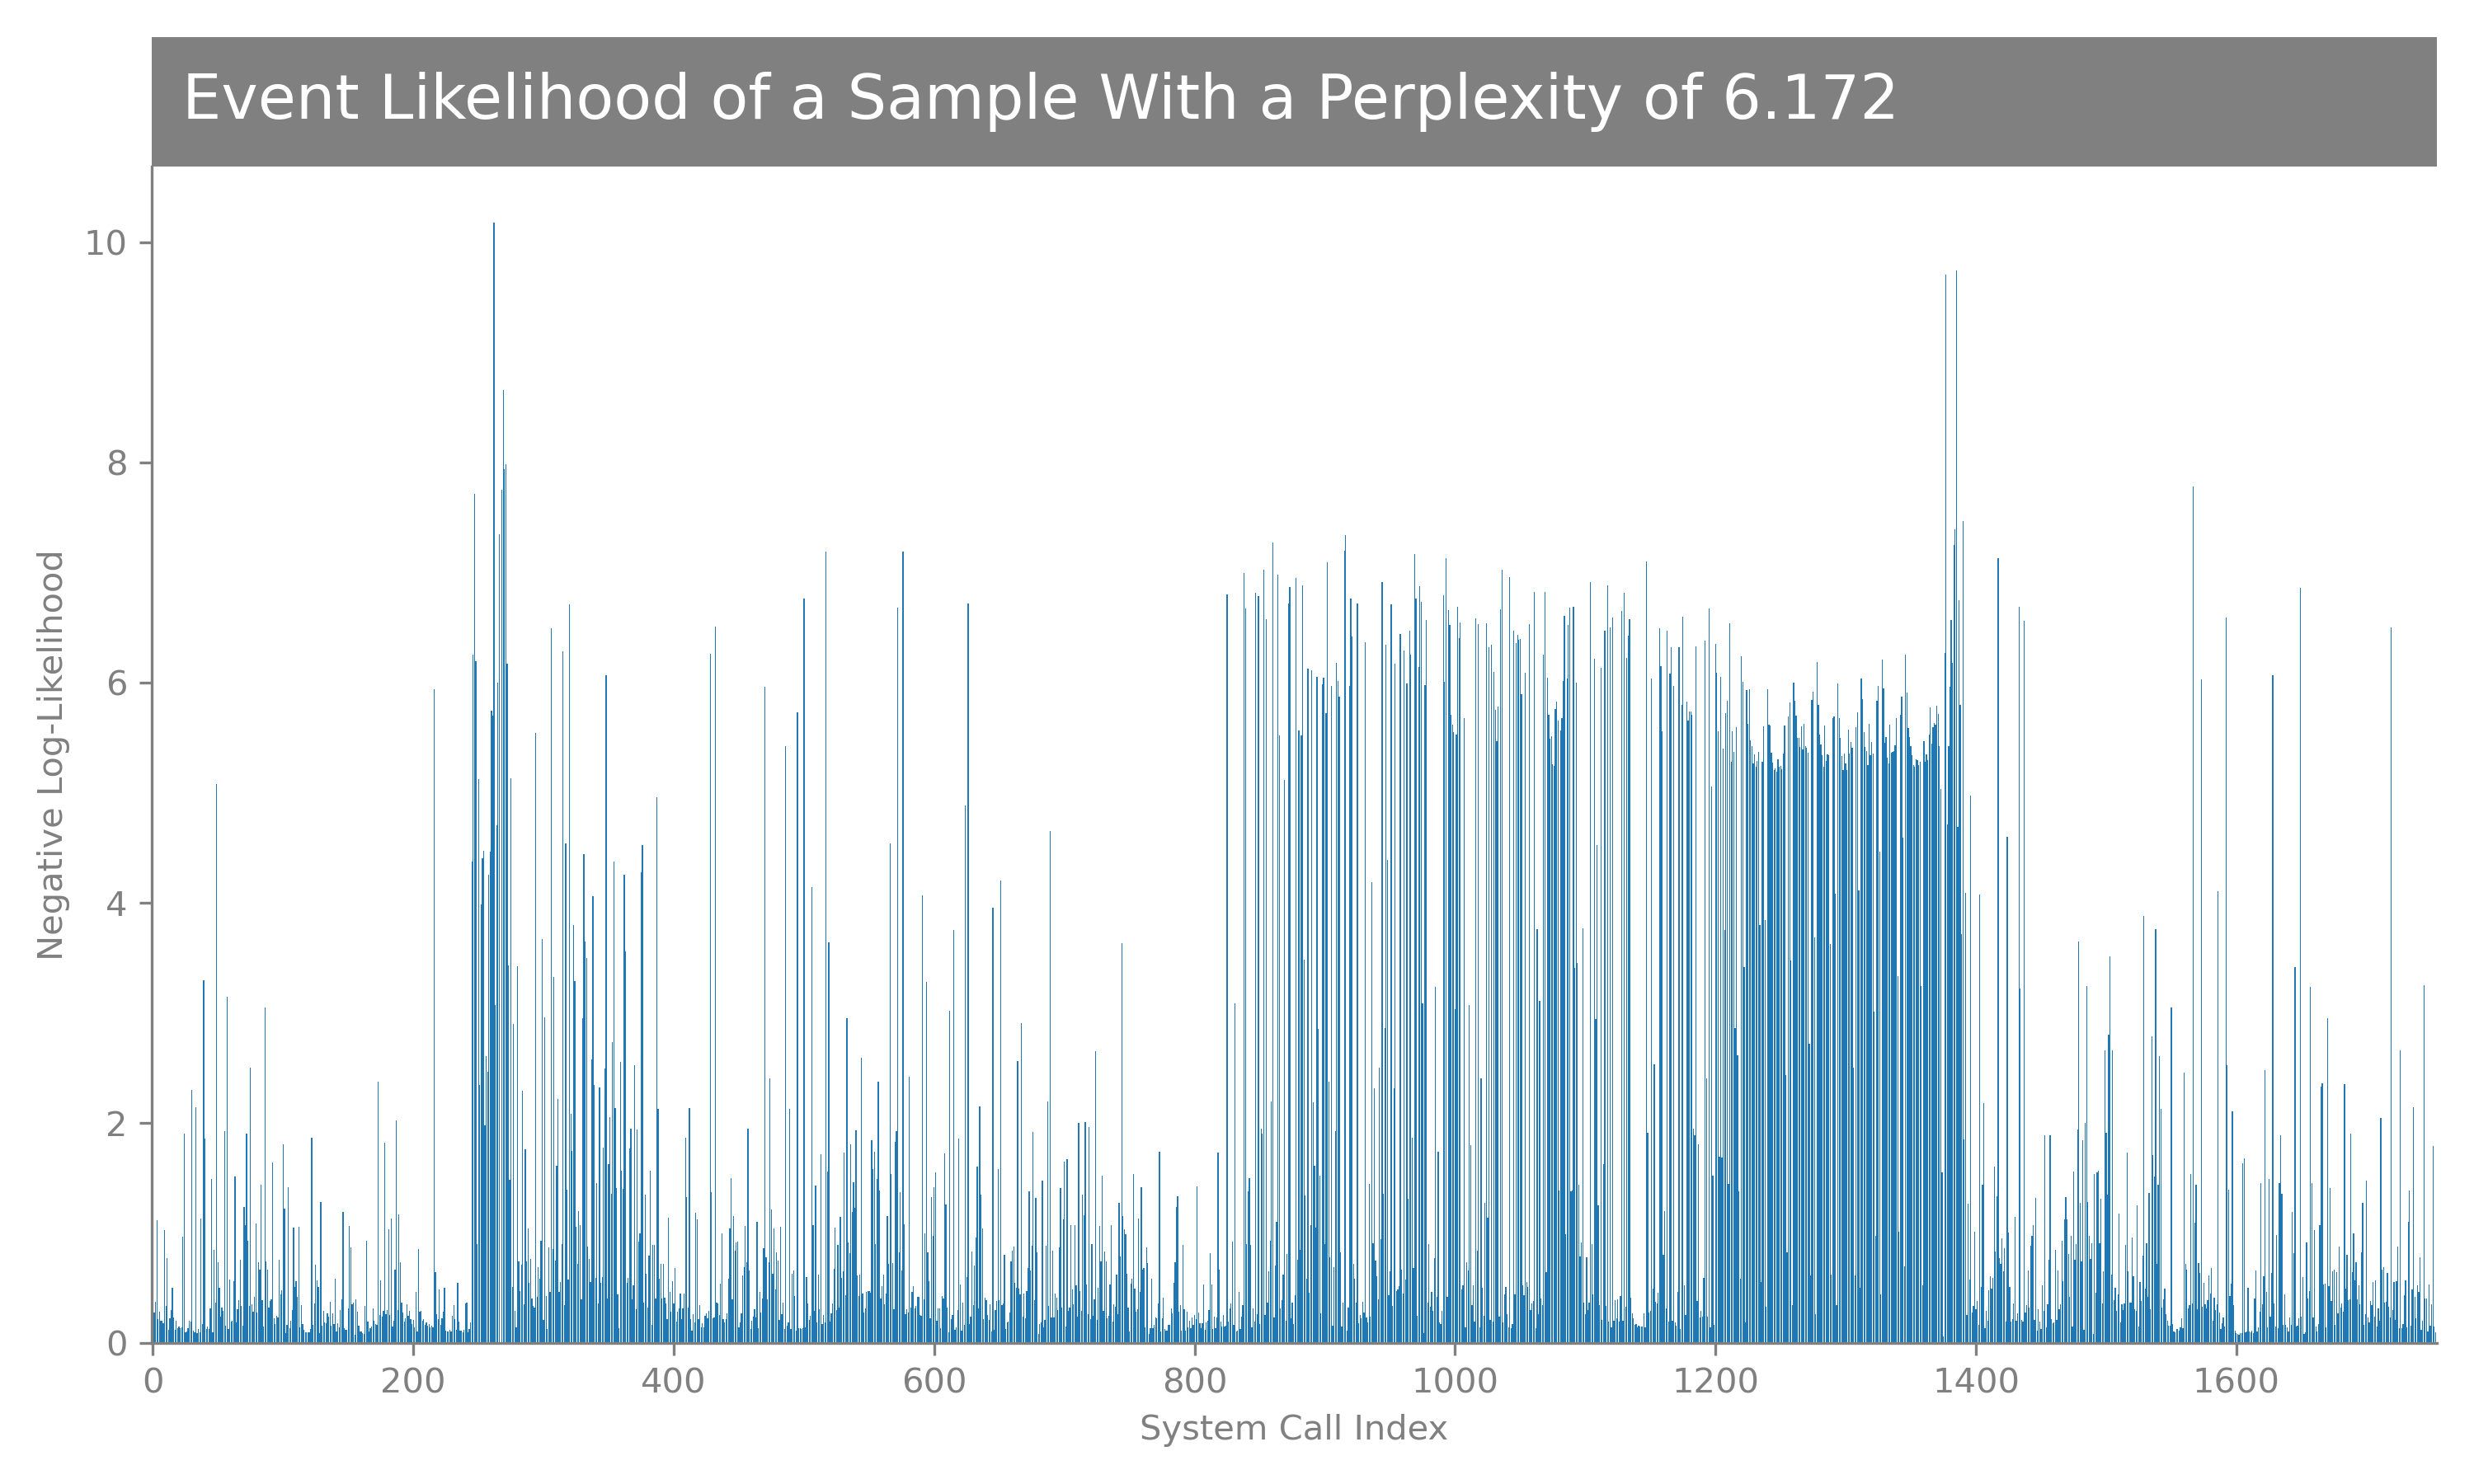 Event Likelihood of a Sample With a Perplexity of 6.172
10
8
6
4
2
0
Negative Log-Likelihood
0 200 400 600 800 1000 1200 1400 1600
System Call Index